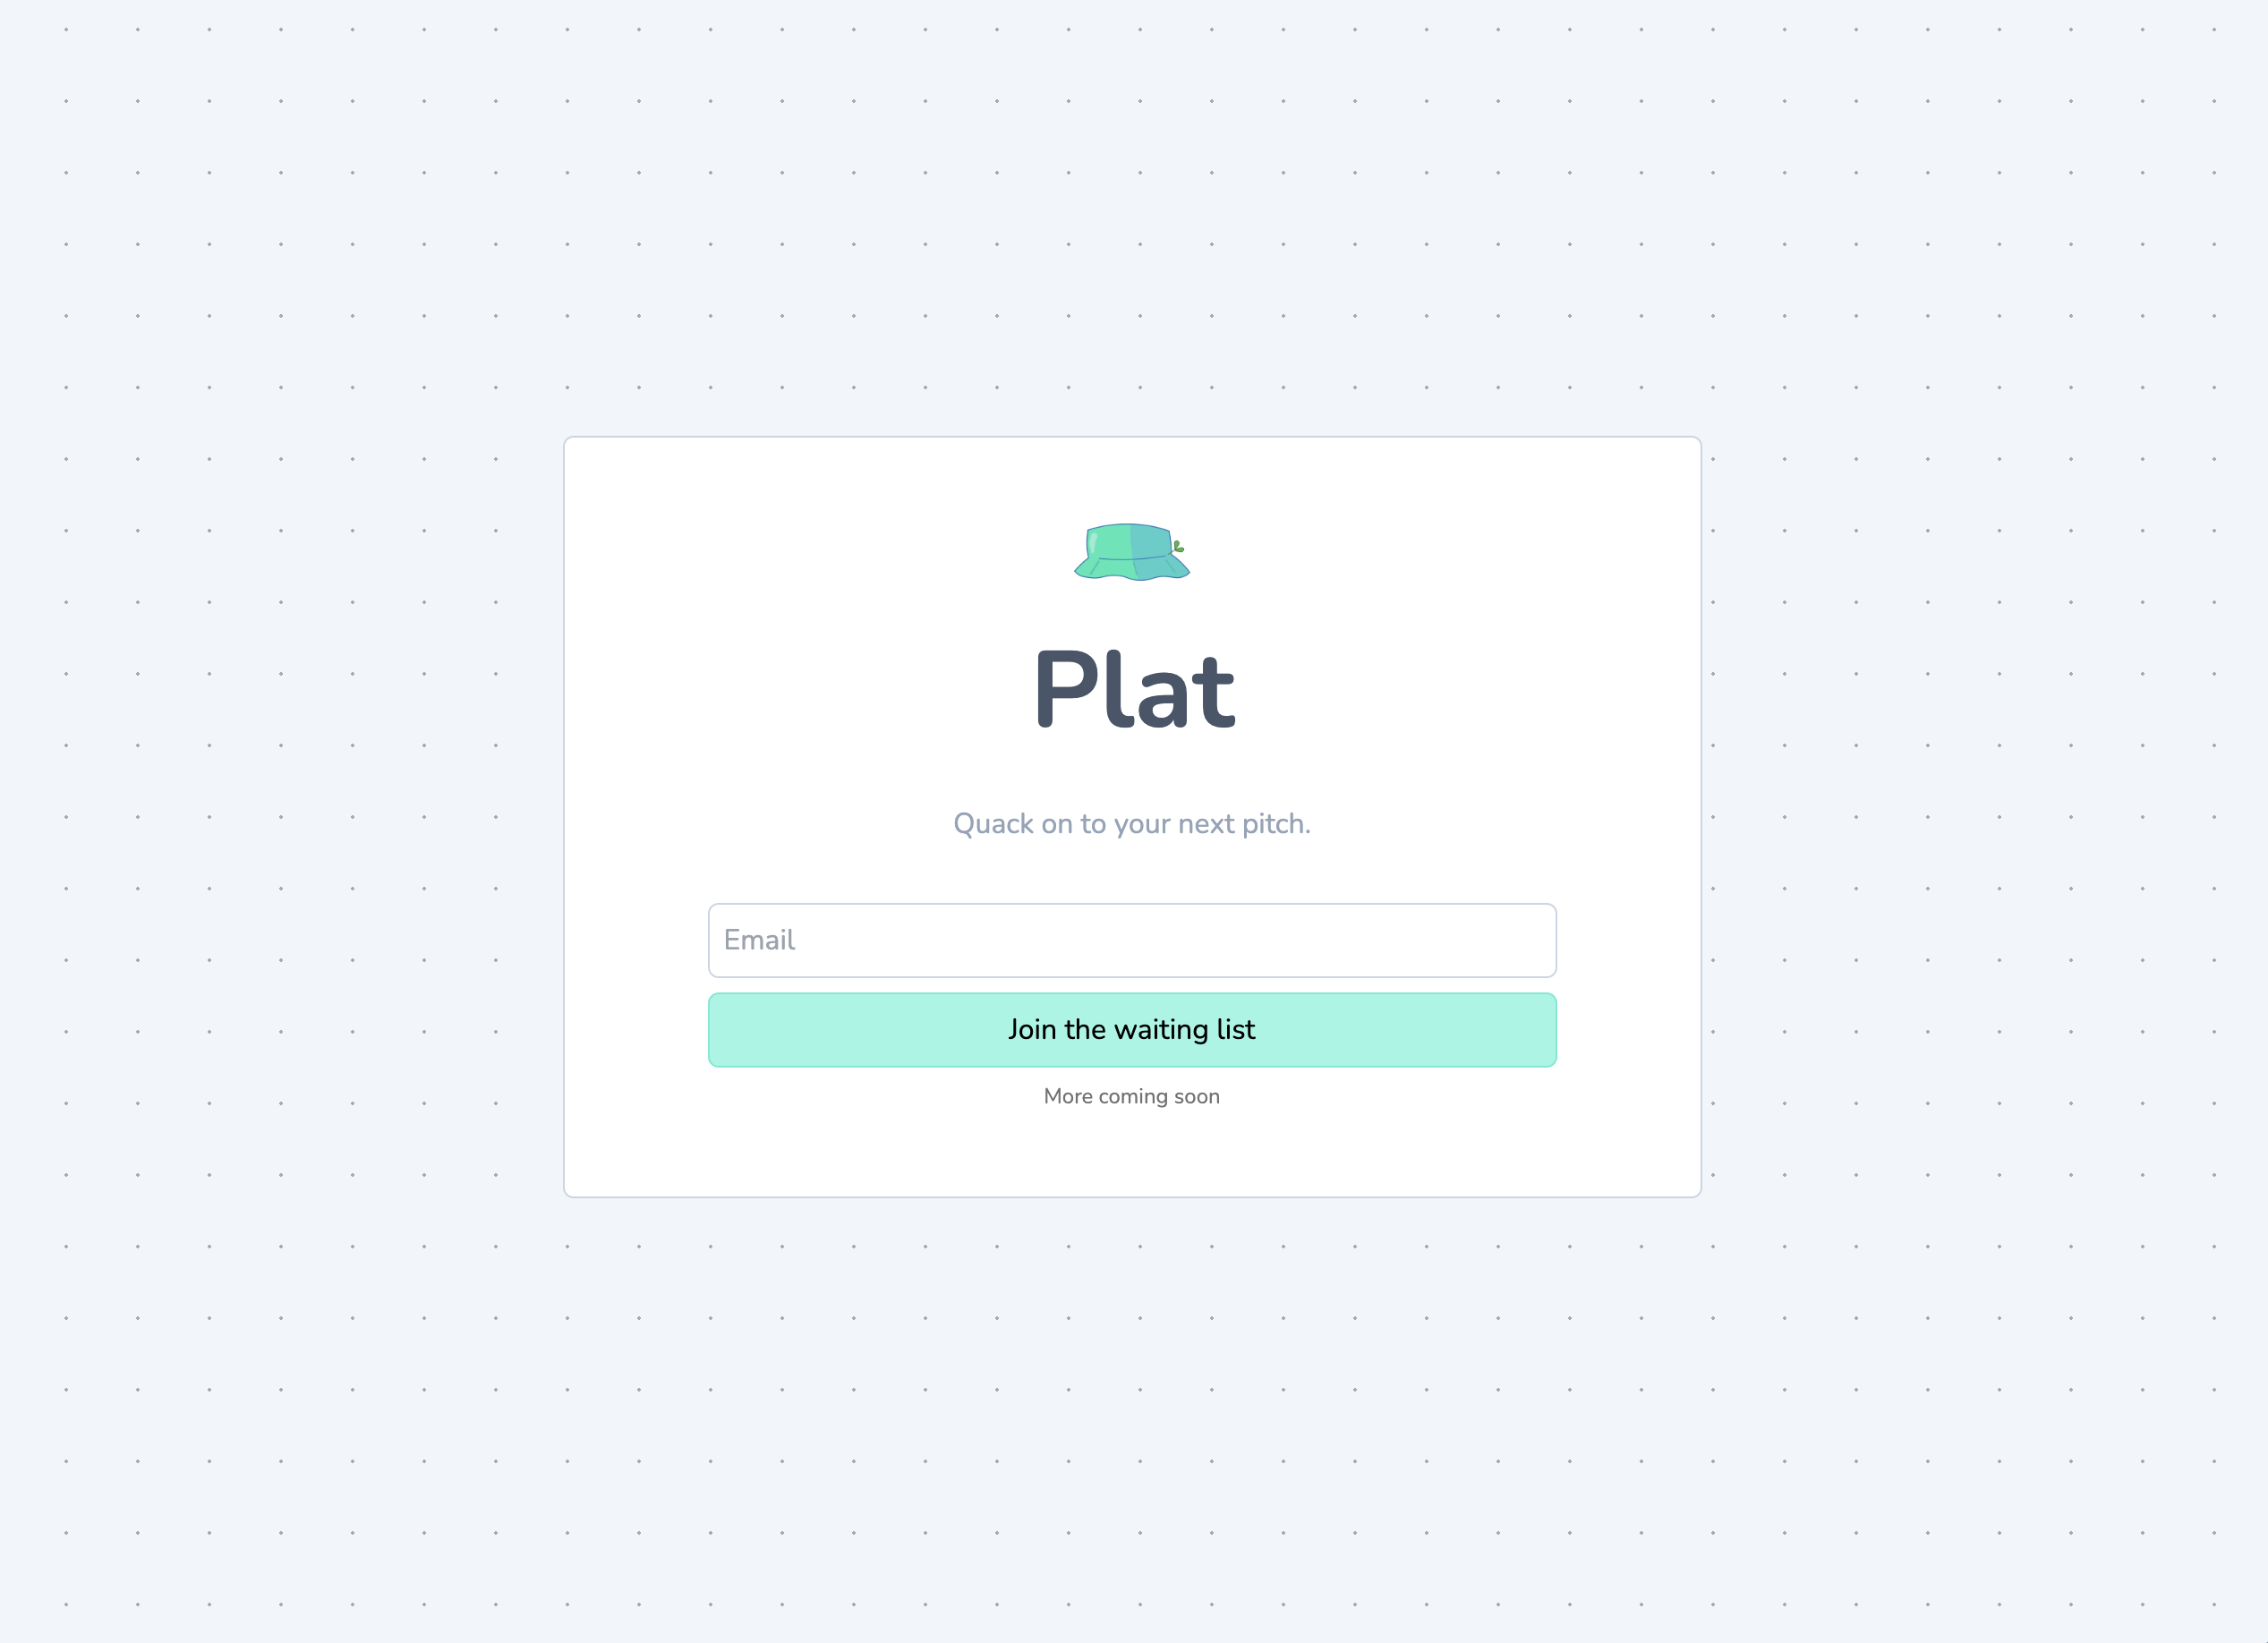 Plat
Quack on to your next pitch.
Email
Join the waiting list
More coming soon